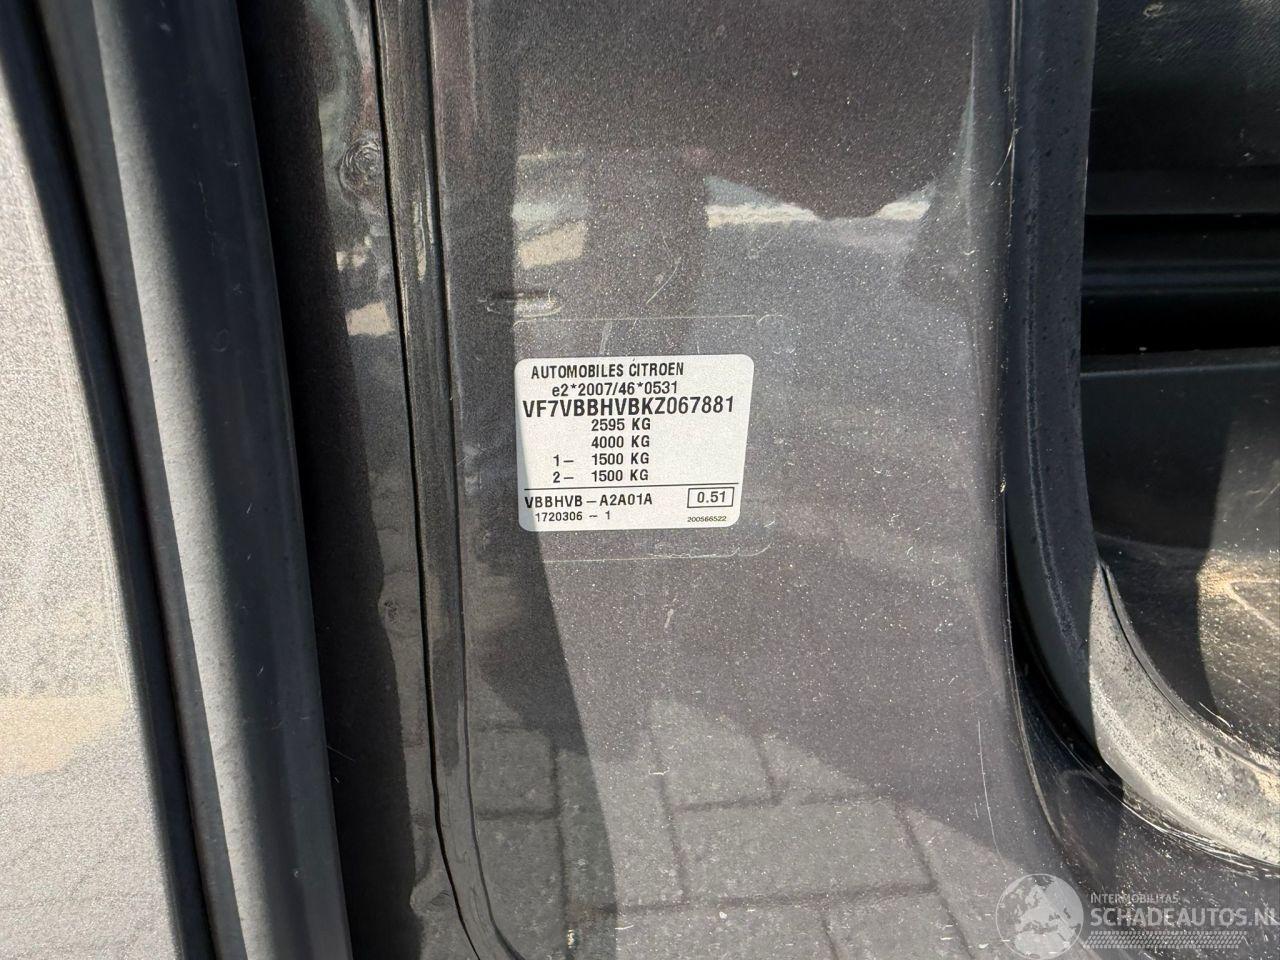 AUTOMOBILES CITROEN
e2*2007/46*0531
VF7VBBHVBKZ067881
2595 KG
4000 KG
1– 1500 KG
2– 1500 KG
VBBHVB – A2A01A 0.51
1720306 – 1 200566522
INTERMOBILITAS
SCHADEAUTOS.NL